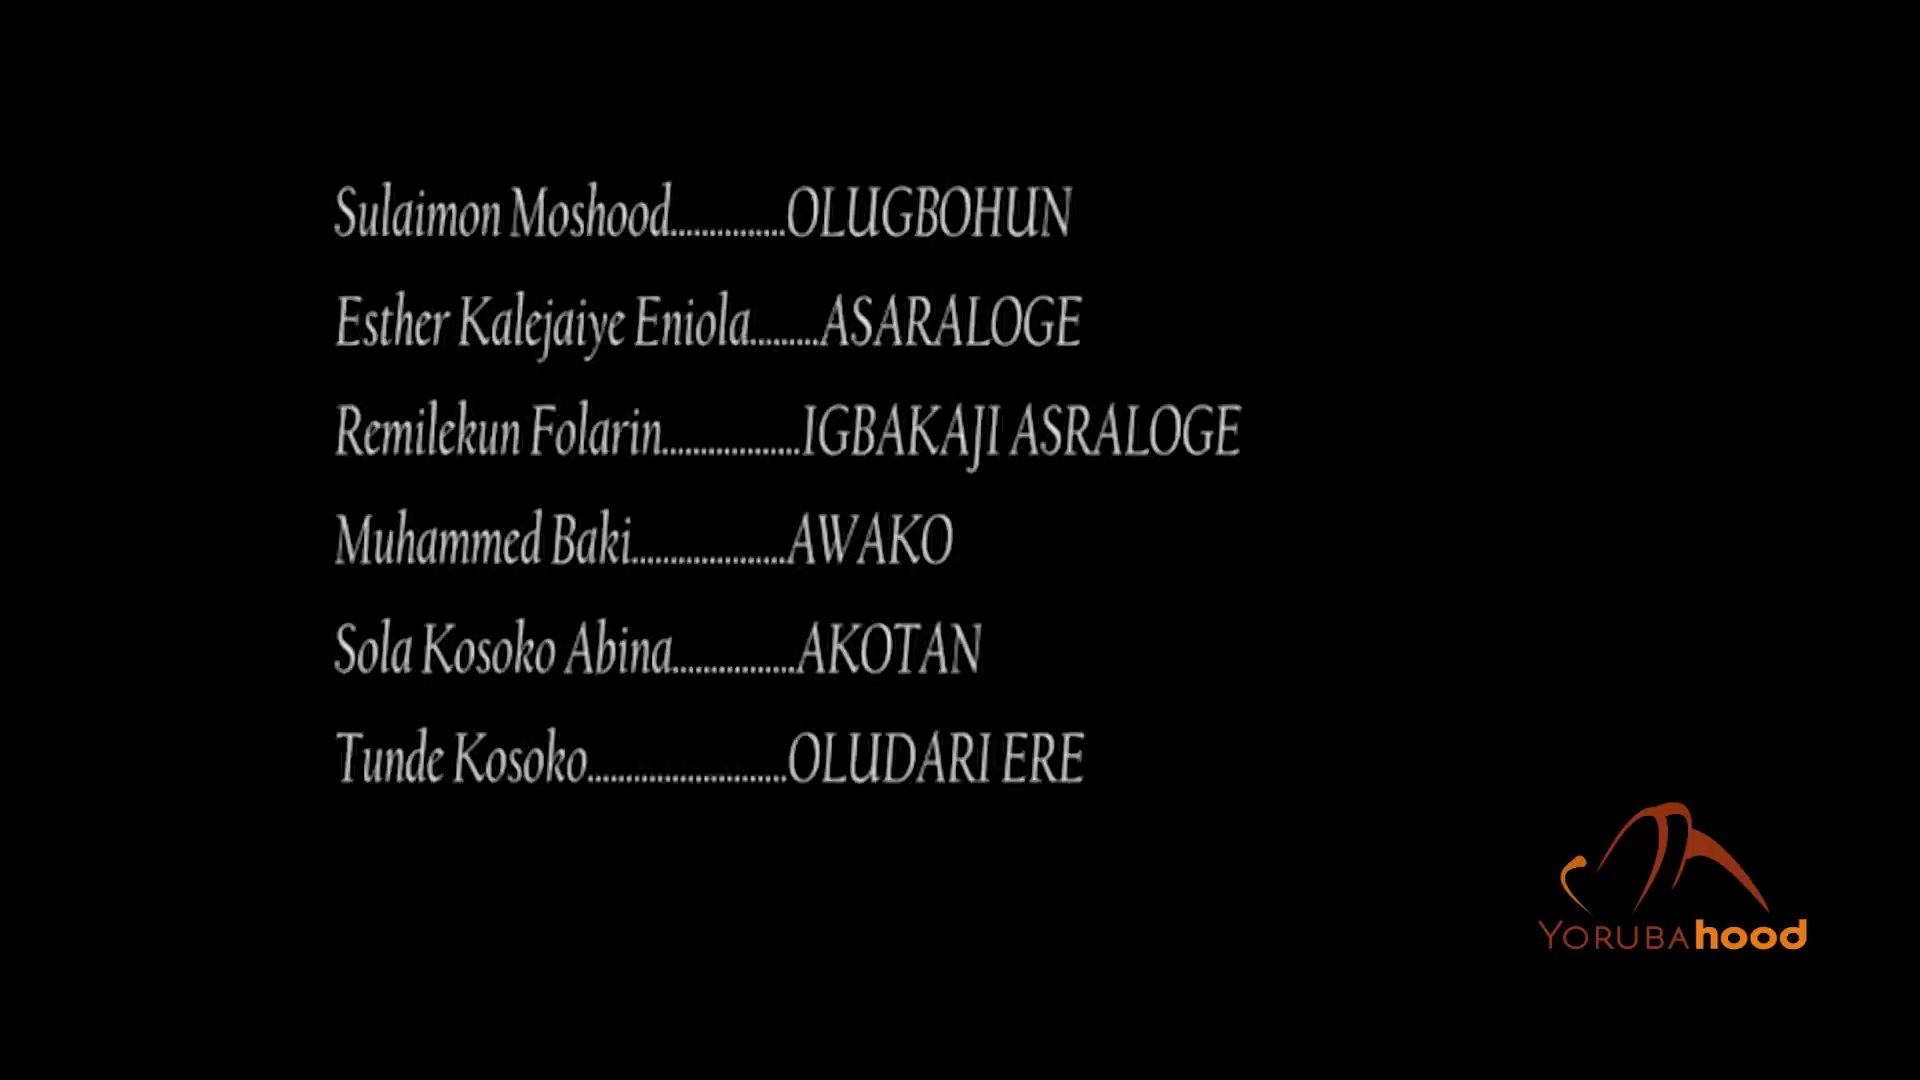 Sulaimon Moshood...............OLUGBOHUN
Esther Kalejaiye Eniola.........ASARALOGE
Remilekun Folarin..................IGBAKAJI ASRALOGE
Muhammed Baki....................AWAKO
Sola Kosoko Abina................AKOTAN
Tunde Kosoko..........................OLUDARI ERE
YORUBAhood